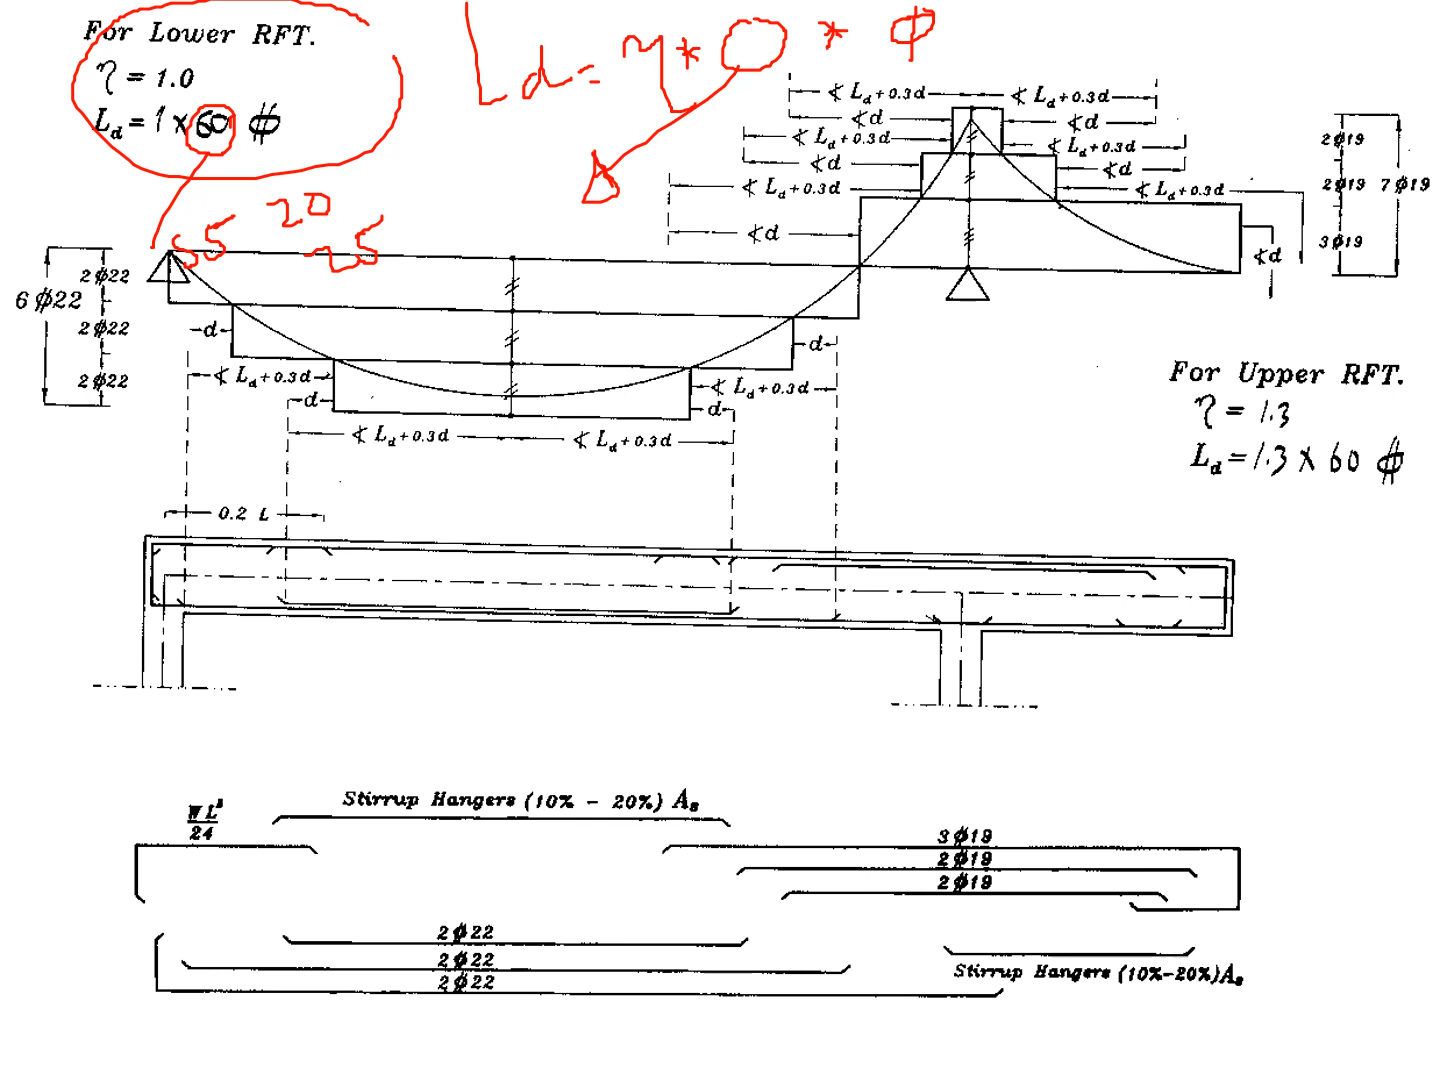 For Lower RFT.
η = 1.0
Ld = 1 x 60 ϕ
Ld = η * * ϕ
55 20
25
∢ Ld+0.3d ∢ Ld+0.3d
∢d ∢d
∢ Ld+0.3d ∢ Ld+0.3d
∢d ∢d
∢ Ld+0.3d ∢ Ld+0.3d
∢d ∢d
2ϕ19
2ϕ19 7ϕ19
3ϕ19
2ϕ22
6ϕ22
2ϕ22
2ϕ22
d d
∢ Ld+0.3d ∢ Ld+0.3d
d d
∢ Ld+0.3d ∢ Ld+0.3d
For Upper RFT.
η = 1.3
Ld = 1.3 x 60 ϕ
0.2 L
WL²
24
Stirrup Hangers (10% - 20%) As
3ϕ19
2ϕ19
2ϕ19
2ϕ22
2ϕ22
2ϕ22
Stirrup Hangers (10%-20%)As